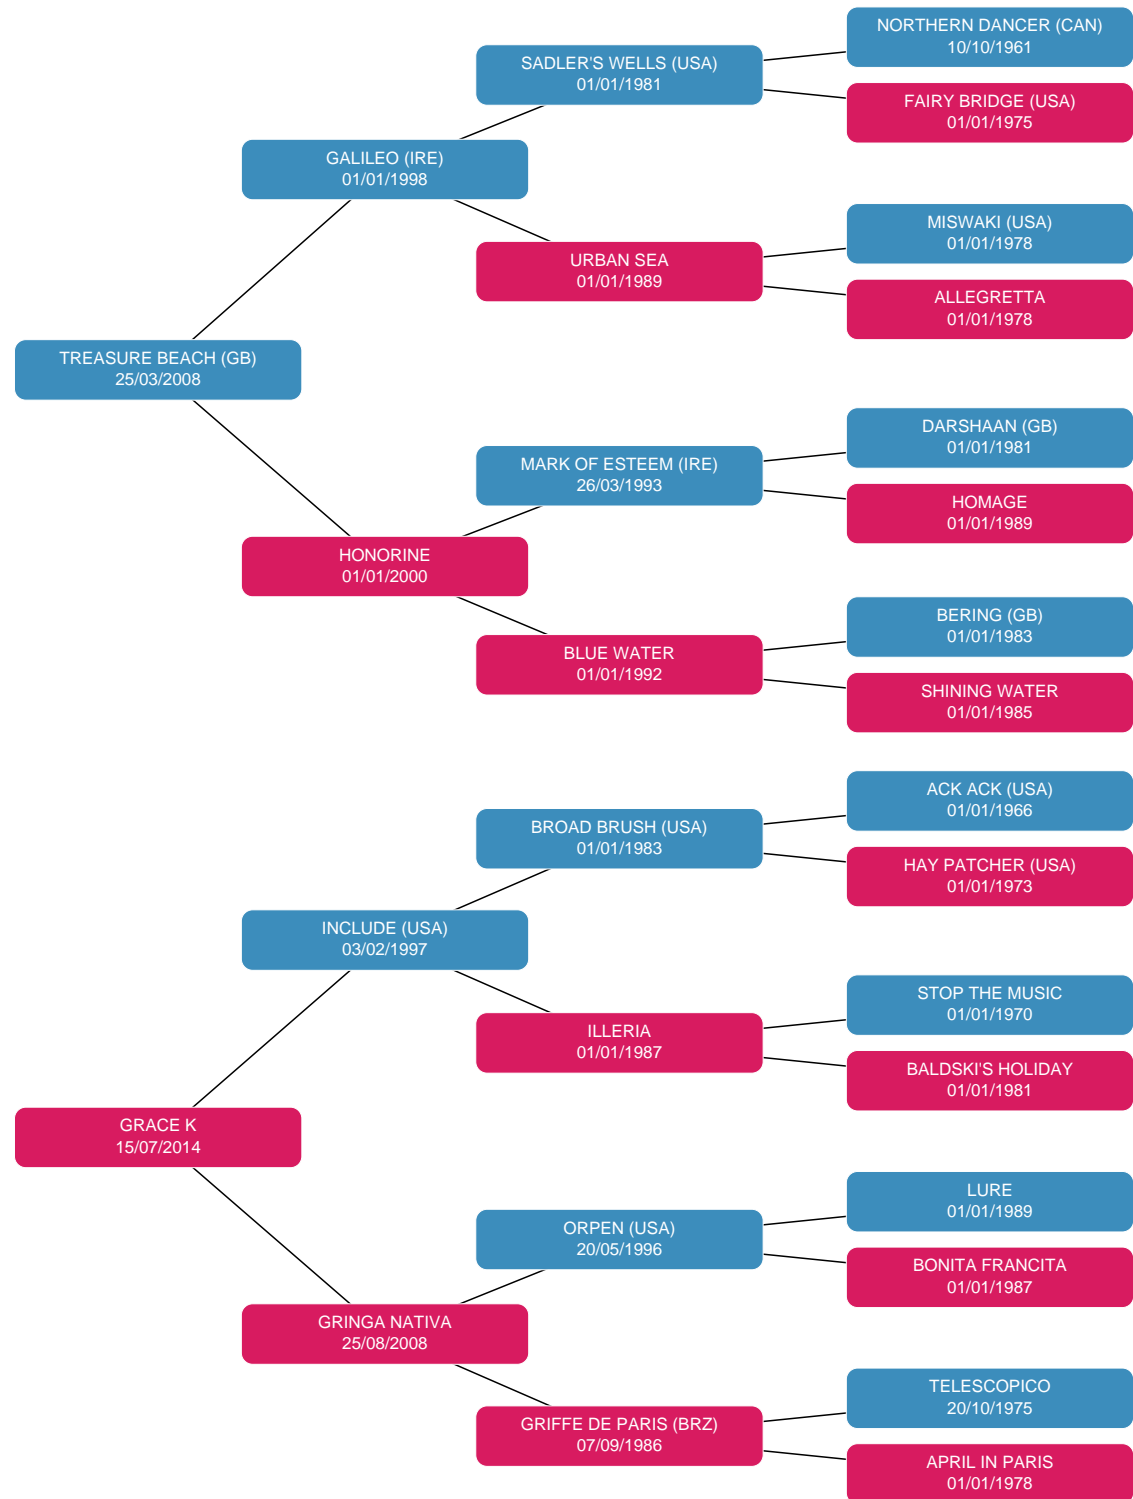 NORTHERN DANCER (CAN)
10/10/1961
SADLER'S WELLS (USA)
01/01/1981
FAIRY BRIDGE (USA)
01/01/1975
GALILEO (IRE)
01/01/1998
MISWAKI (USA)
01/01/1978
URBAN SEA
01/01/1989
ALLEGRETTA
01/01/1978
TREASURE BEACH (GB)
25/03/2008
DARSHAAN (GB)
01/01/1981
MARK OF ESTEEM (IRE)
26/03/1993
HOMAGE
01/01/1989
HONORINE
01/01/2000
BERING (GB)
01/01/1983
BLUE WATER
01/01/1992
SHINING WATER
01/01/1985
ACK ACK (USA)
01/01/1966
BROAD BRUSH (USA)
01/01/1983
HAY PATCHER (USA)
01/01/1973
INCLUDE (USA)
03/02/1997
STOP THE MUSIC
01/01/1970
ILLERIA
01/01/1987
BALDSKI'S HOLIDAY
01/01/1981
GRACE K
15/07/2014
LURE
01/01/1989
ORPEN (USA)
20/05/1996
BONITA FRANCITA
01/01/1987
GRINGA NATIVA
25/08/2008
TELESCOPICO
20/10/1975
GRIFFE DE PARIS (BRZ)
07/09/1986
APRIL IN PARIS
01/01/1978